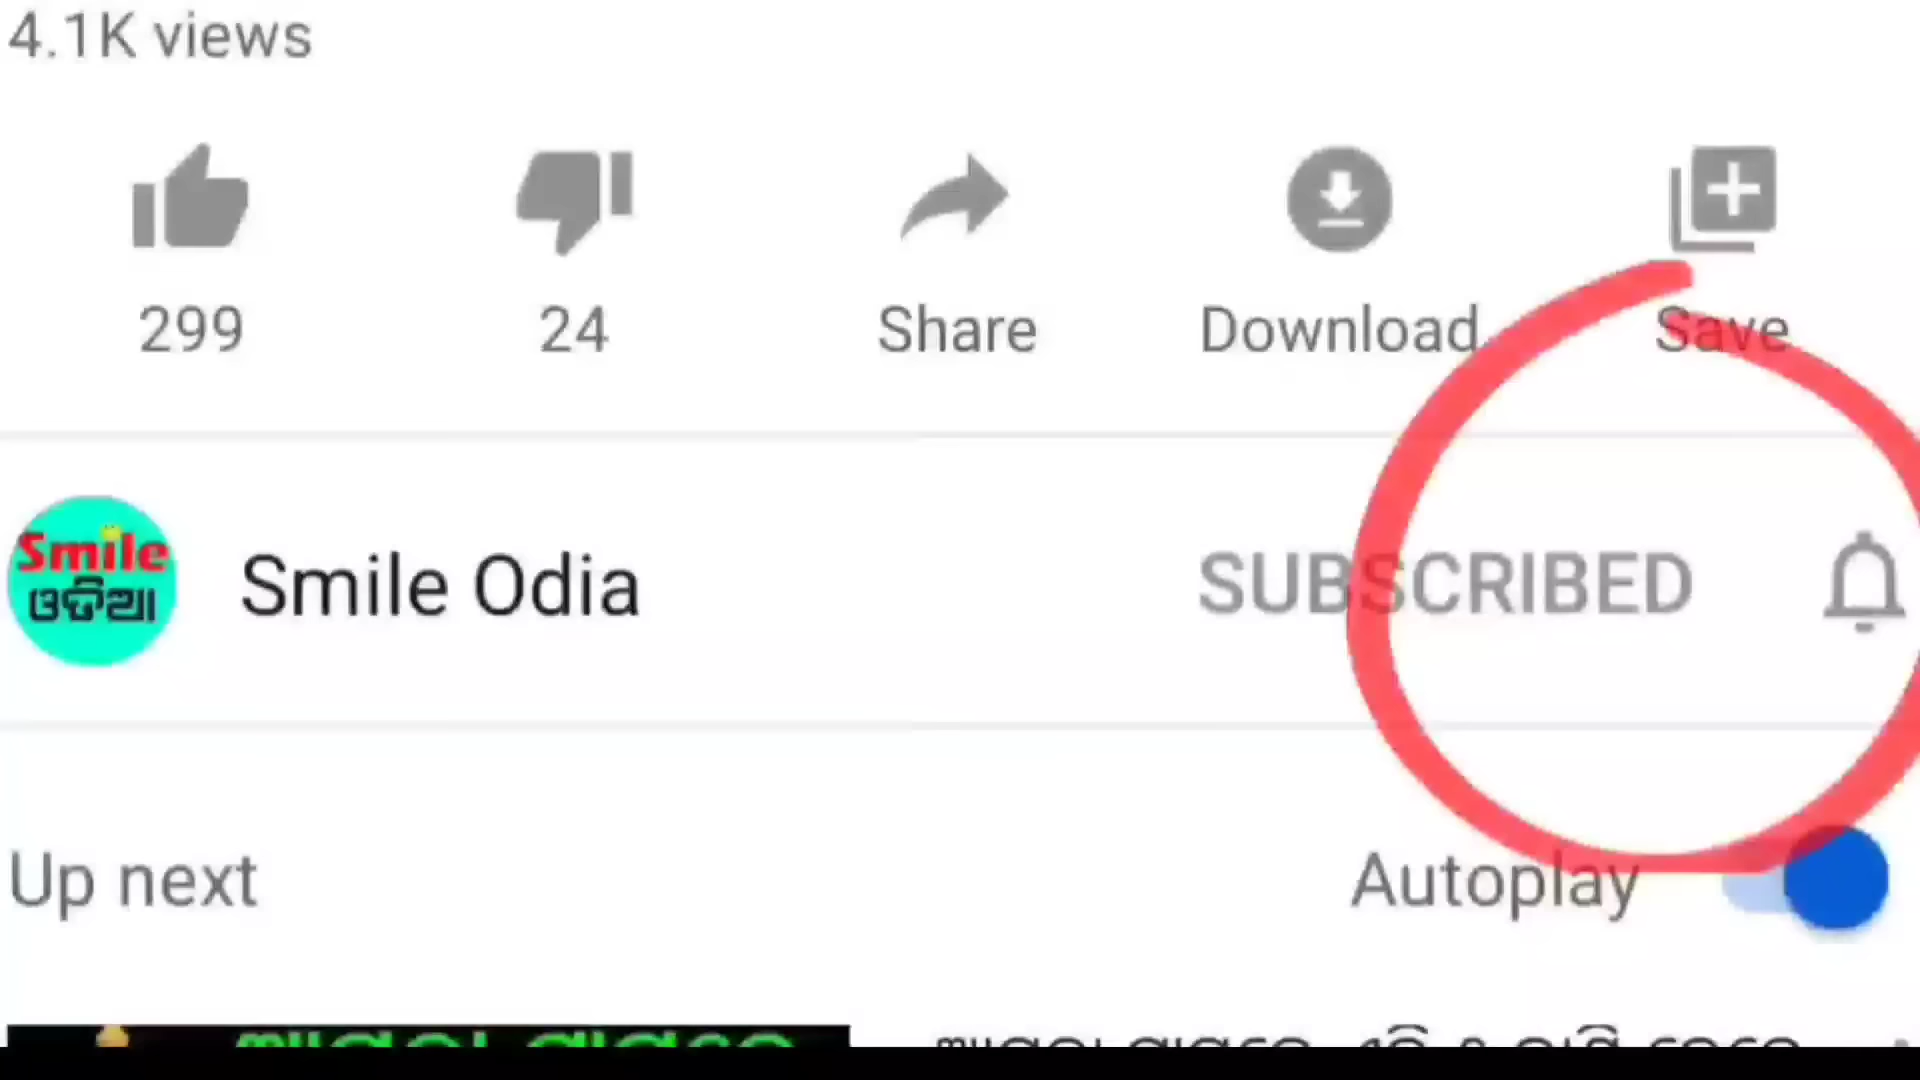 4.1K views
299 24 Share Download Save
Smile
ଓଡିଆ
Smile Odia SUBSCRIBED
Up next Autoplay